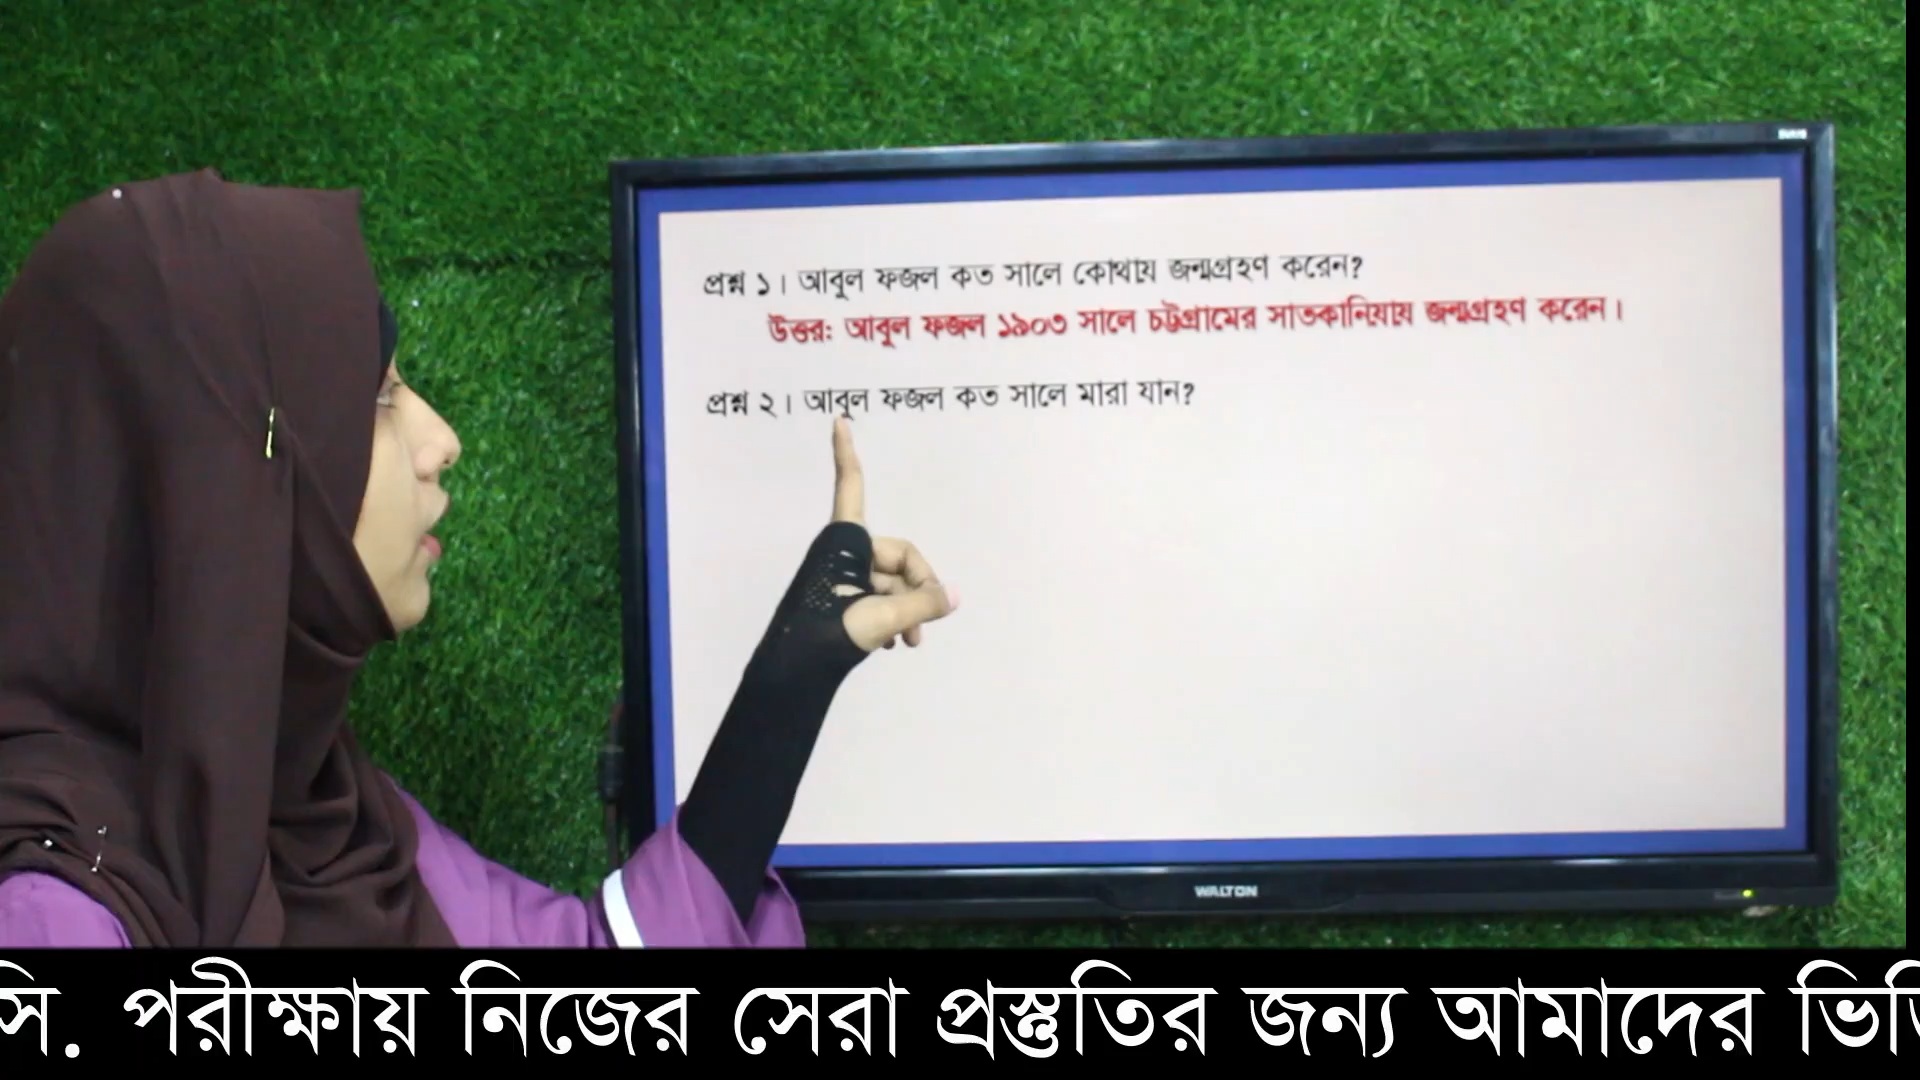 প্রশ্ন ১। আবুল ফজল কত সালে কোথায় জন্মগ্রহণ করেন?
উত্তর: আবুল ফজল ১৯০৩ সালে চট্টগ্রামের সাতকানিয়ায় জন্মগ্রহণ করেন।
প্রশ্ন ২। আবুল ফজল কত সালে মারা যান?
WALTON
সি. পরীক্ষায় নিজের সেরা প্রস্তুতির জন্য আমাদের